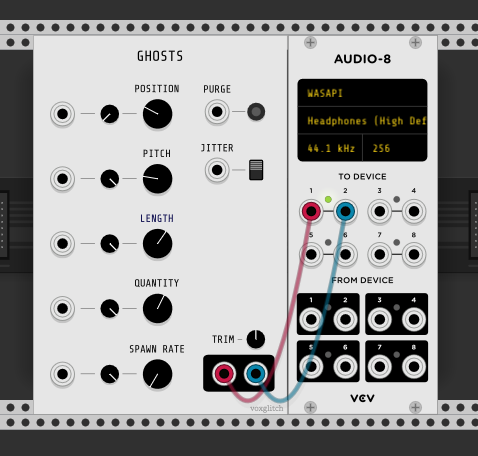 GHOSTS
POSITION
PURGE
PITCH
JITTER
LENGTH
QUANTITY
TRIM
SPAWN RATE
voxglitch
AUDIO-8
WASAPI
Headphones (High Def
44.1 kHz 256
TO DEVICE
1 2 3 4
5 6 7 8
FROM DEVICE
1 2 3 4
5 6 7 8
VCV